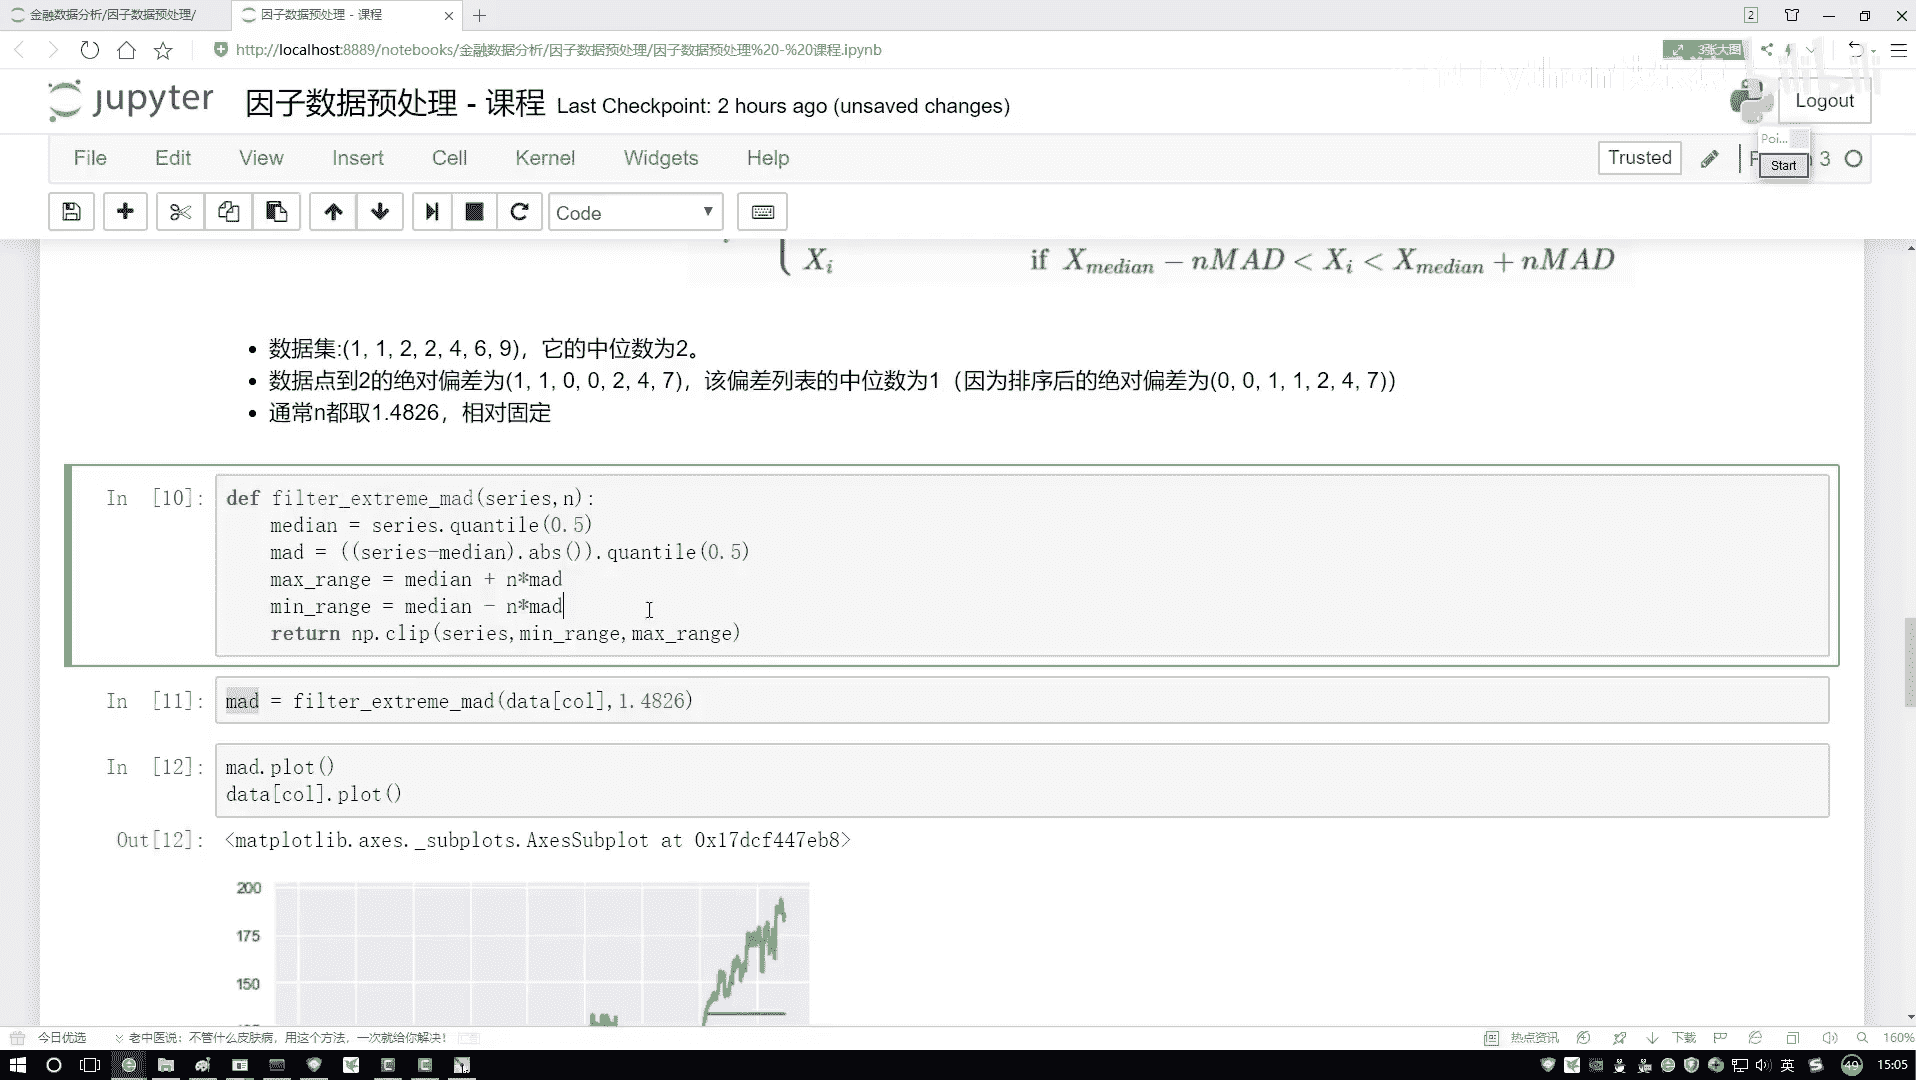 金融数据分析/因子数据预处理/
因子数据预处理 - 课程
2
http://localhost:8889/notebooks/金融数据分析/因子数据预处理/因子数据预处理%20-%20课程.ipynb
3张大图
jupyter 因子数据预处理 - 课程 Last Checkpoint: 2 hours ago (unsaved changes)
bilibili
Logout
File Edit View Insert Cell Kernel Widgets Help
Trusted
3
Poi...
Start
Code
X_i if X_median − nMAD < X_i < X_median + nMAD
• 数据集:(1, 1, 2, 2, 4, 6, 9)，它的中位数为2。
• 数据点到2的绝对偏差为(1, 1, 0, 0, 2, 4, 7)，该偏差列表的中位数为1（因为排序后的绝对偏差为(0, 0, 1, 1, 2, 4, 7)）
• 通常n都取1.4826，相对固定
In [10]: def filter_extreme_mad(series,n):
median = series.quantile(0.5)
mad = ((series-median).abs()).quantile(0.5)
max_range = median + n*mad
min_range = median - n*mad
return np.clip(series,min_range,max_range)
In [11]: mad = filter_extreme_mad(data[col],1.4826)
In [12]: mad.plot()
data[col].plot()
Out[12]: <matplotlib.axes._subplots.AxesSubplot at 0x17dcf447eb8>
200
175
150
今日优选
老中医说：不管什么皮肤病，用这个方法，一次就给你解决！
热点资讯
下载
160%
英
49
15:05